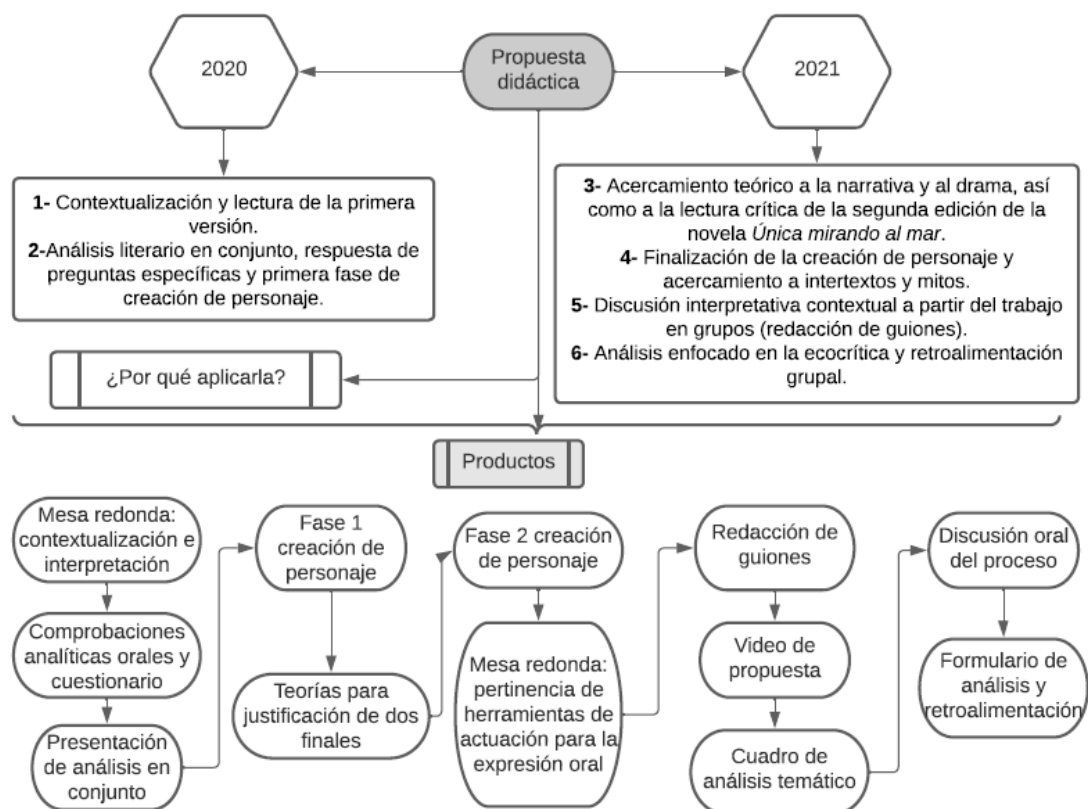 2020
Propuesta
didáctica
2021
1- Contextualización y lectura de la primera
versión.
2-Análisis literario en conjunto, respuesta de
preguntas específicas y primera fase de
creación de personaje.
3- Acercamiento teórico a la narrativa y al drama, así
como a la lectura crítica de la segunda edición de la
novela Única mirando al mar.
4- Finalización de la creación de personaje y
acercamiento a intertextos y mitos.
5- Discusión interpretativa contextual a partir del trabajo
en grupos (redacción de guiones).
6- Análisis enfocado en la ecocrítica y retroalimentación
grupal.
¿Por qué aplicarla?
Productos
Mesa redonda:
contextualización e
interpretación
Comprobaciones
analíticas orales y
cuestionario
Presentación
de análisis en
conjunto
Fase 1
creación de
personaje
Teorías para
justificación de dos
finales
Fase 2 creación
de personaje
Mesa redonda:
pertinencia de
herramientas de
actuación para la
expresión oral
Redacción de
guiones
Video de
propuesta
Cuadro de
análisis temático
Discusión oral
del proceso
Formulario de
análisis y
retroalimentación